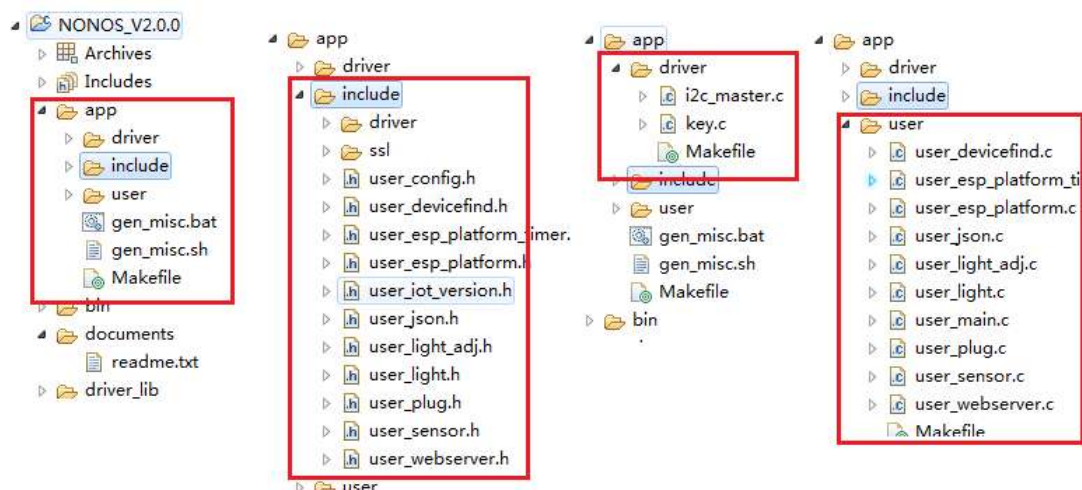 NONOS_V2.0.0
Archives
Includes
app
driver
include
user
gen_misc.bat
gen_misc.sh
Makefile
bin
documents
readme.txt
driver_lib
app
driver
include
driver
ssl
user_config.h
user_devicefind.h
user_esp_platform_timer.
user_esp_platform.h
user_iot_version.h
user_json.h
user_light_adj.h
user_light.h
user_plug.h
user_sensor.h
user_webserver.h
user
app
driver
i2c_master.c
key.c
Makefile
include
user
gen_misc.bat
gen_misc.sh
Makefile
bin
app
driver
include
user
user_devicefind.c
user_esp_platform_ti
user_esp_platform.c
user_json.c
user_light_adj.c
user_light.c
user_main.c
user_plug.c
user_sensor.c
user_webserver.c
Makefile